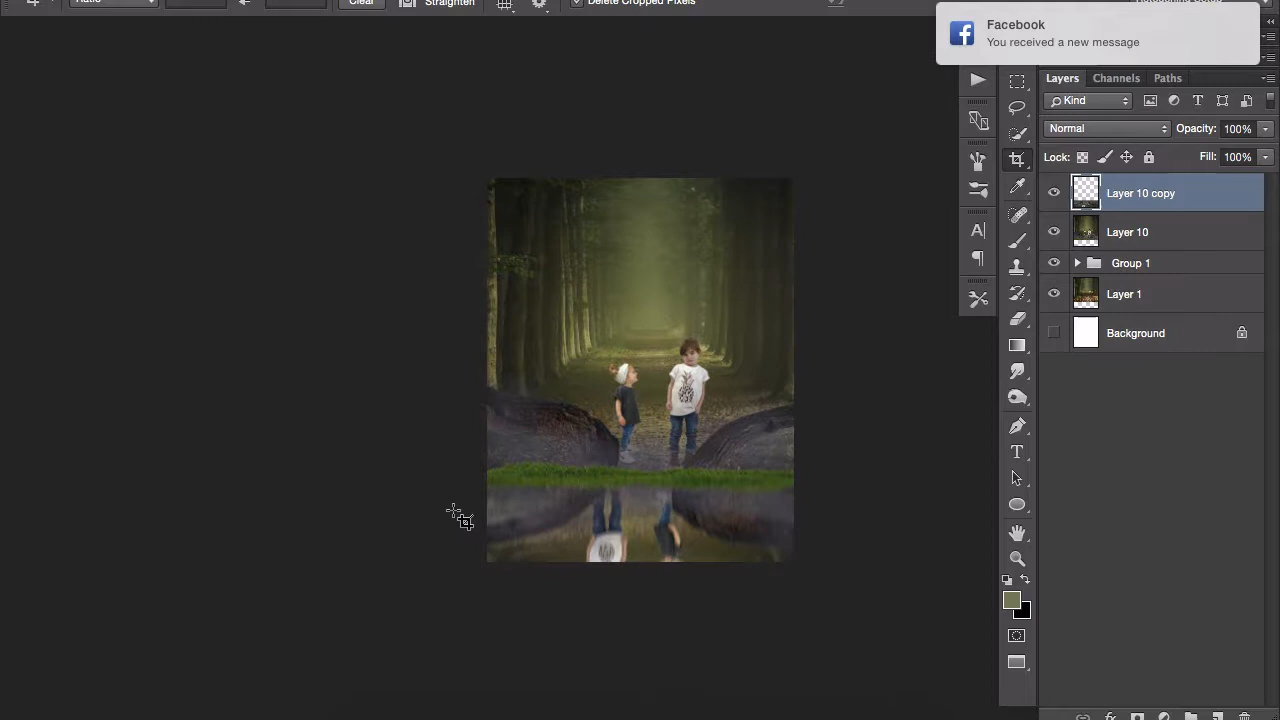 Ratio
Clear
Straighten
Delete Cropped Pixels
Facebook
You received a new message
Layers Channels Paths
Kind
Normal Opacity: 100%
Lock: Fill: 100%
Layer 10 copy
Layer 10
Group 1
Layer 1
Background